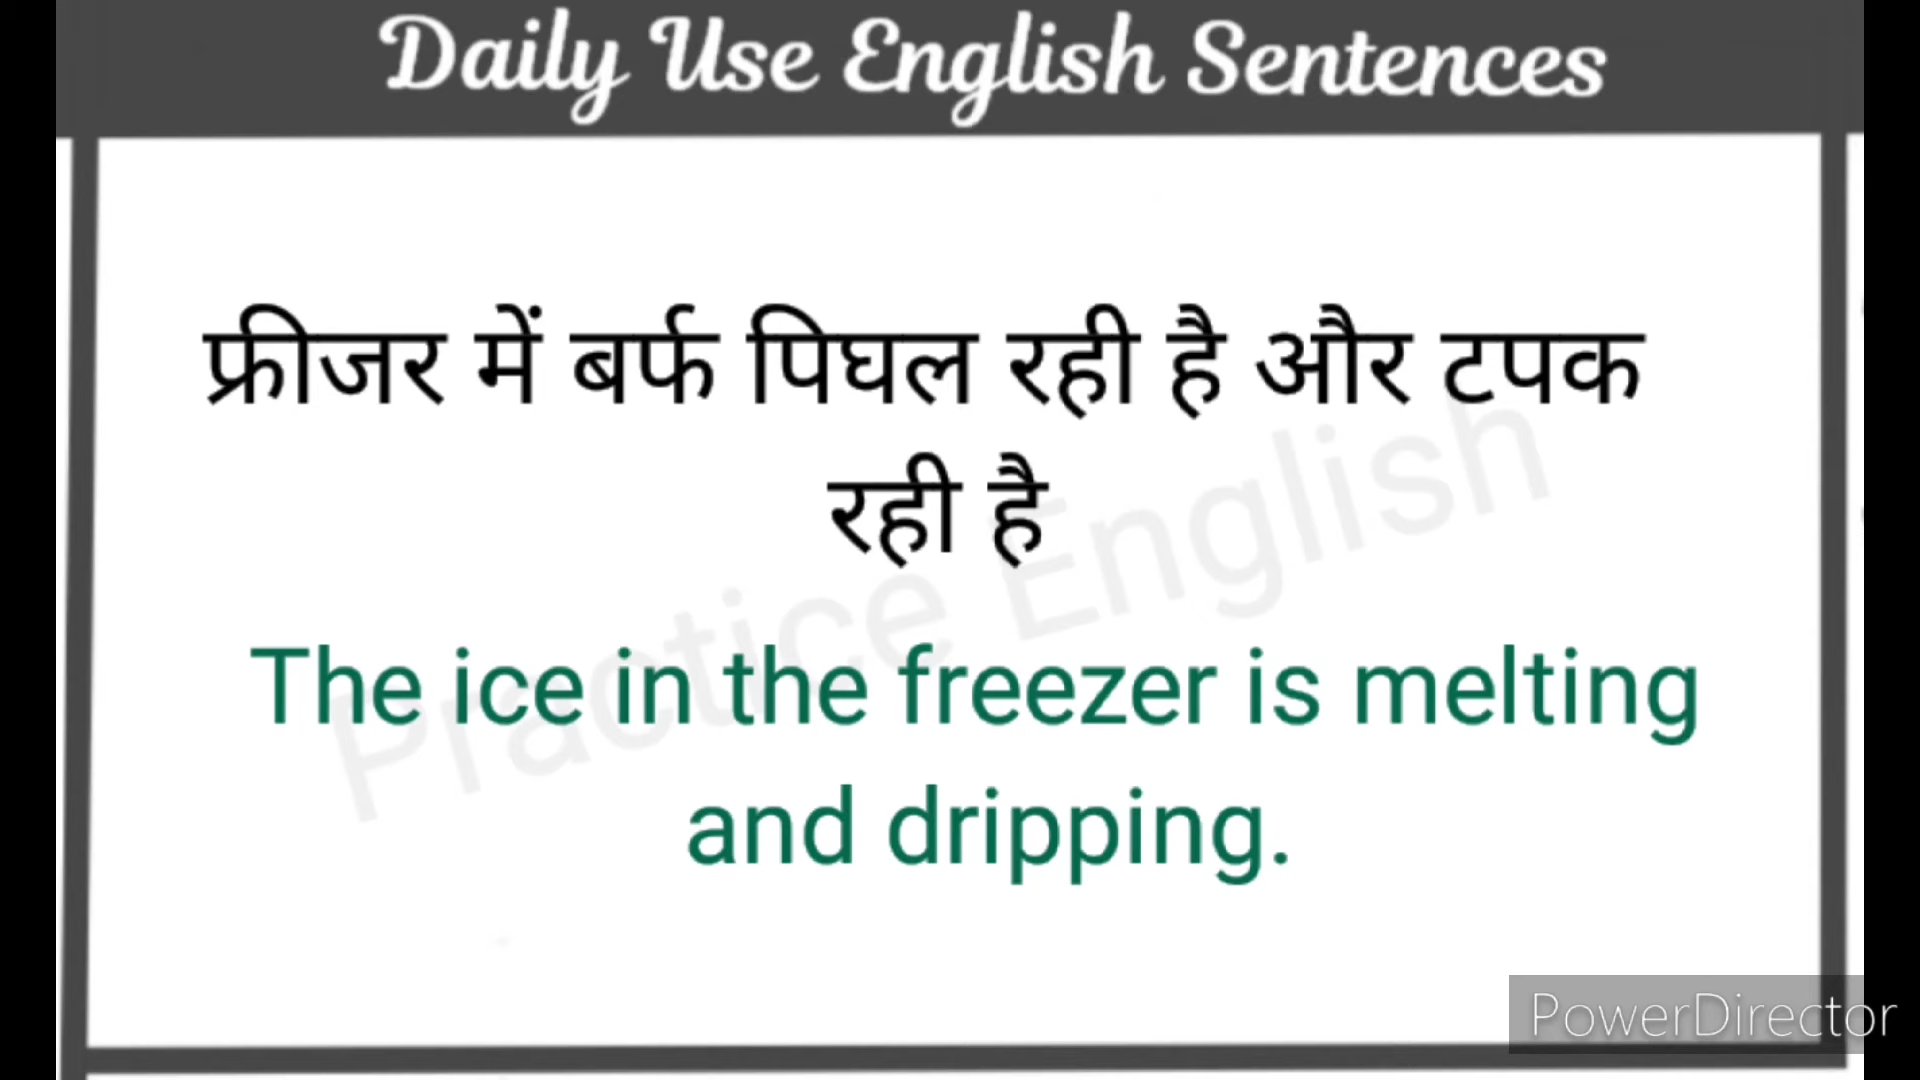 Daily Use English Sentences
फ्रीजर में बर्फ पिघल रही है और टपक
रही है
Practice English
The ice in the freezer is melting
and dripping.
PowerDirector